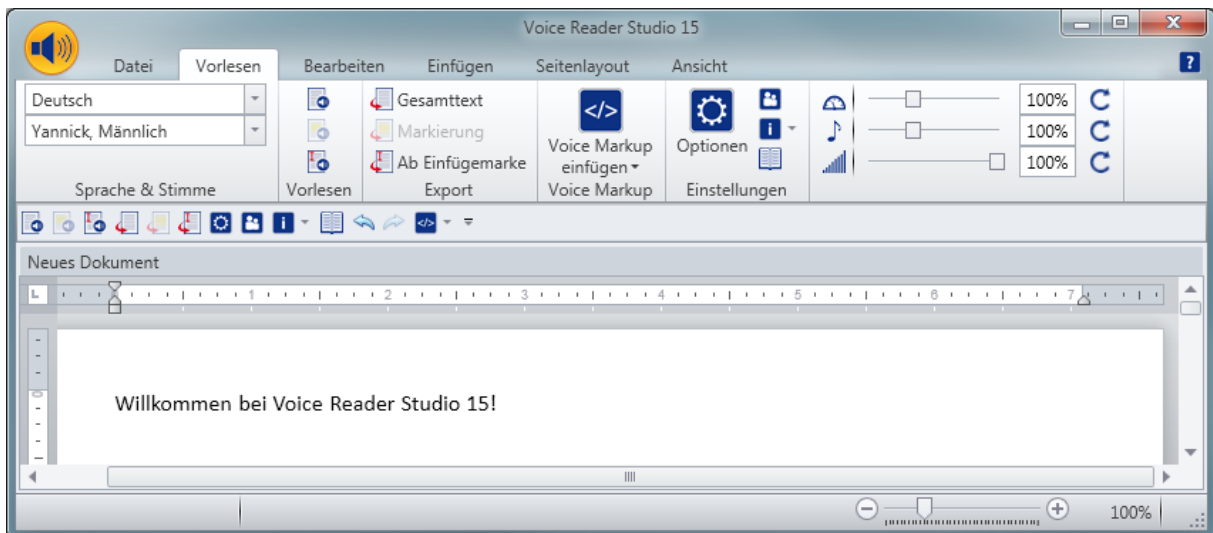 Voice Reader Studio 15
Datei Vorlesen Bearbeiten Einfügen Seitenlayout Ansicht
Deutsch
Yannick, Männlich
Sprache & Stimme
Vorlesen
Gesamttext
Markierung
Ab Einfügemarke
Export
Voice Markup
einfügen
Voice Markup
Optionen
Einstellungen
100%
100%
100%
Neues Dokument
1 2 3 4 5 6 7
Willkommen bei Voice Reader Studio 15!
100%